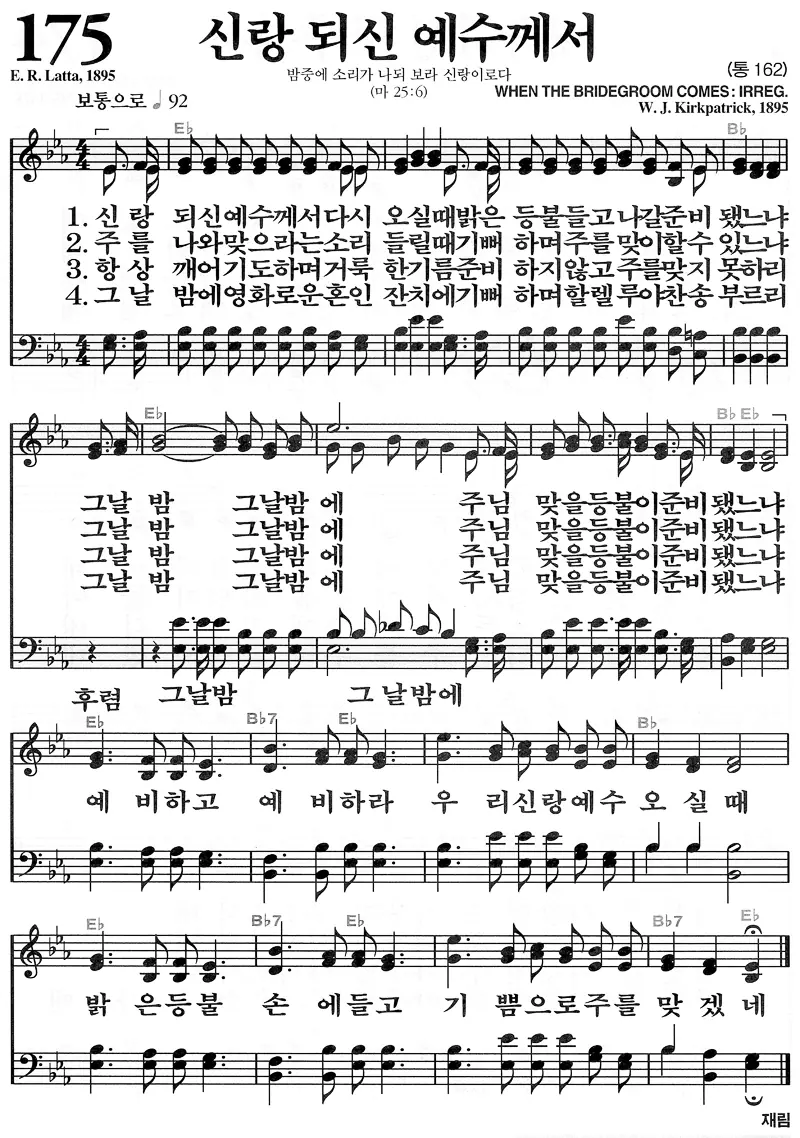 175 신랑 되신 예수께서
E. R. Latta, 1895 밤중에 소리가 나되 보라 신랑이로다 (통 162)
(마 25:6) WHEN THE BRIDEGROOM COMES: IRREG.
보통으로 ♩ 92 W. J. Kirkpatrick, 1895
E♭ B♭
1. 신 랑 되신예수께서다시 오실때밝은 등불들고나갈준비 됐느냐
2. 주 를 나와맞으라는소리 들릴때기뻐 하며주를맞이할수 있느냐
3. 항 상 깨어기도하며거룩 한기름준비 하지않고주를맞지 못하리
4. 그 날 밤에영화로운혼인 잔치에기뻐 하며할렐루야찬송 부르리
E♭ B♭ E♭
그날 밤 그날밤 에 주님 맞을등불이준비됐느냐
그날 밤 그날밤 에 주님 맞을등불이준비됐느냐
그날 밤 그날밤 에 주님 맞을등불이준비됐느냐
그날 밤 그날밤 에 주님 맞을등불이준비됐느냐
후렴 그날밤 그 날밤에
E♭ B♭7 E♭ B♭
예 비하고 예 비하라 우 리신랑예수 오 실 때
E♭ B♭7 E♭ B♭7 E♭
밝 은등불 손 에들고 기 쁨으로주를 맞 겠 네
재림